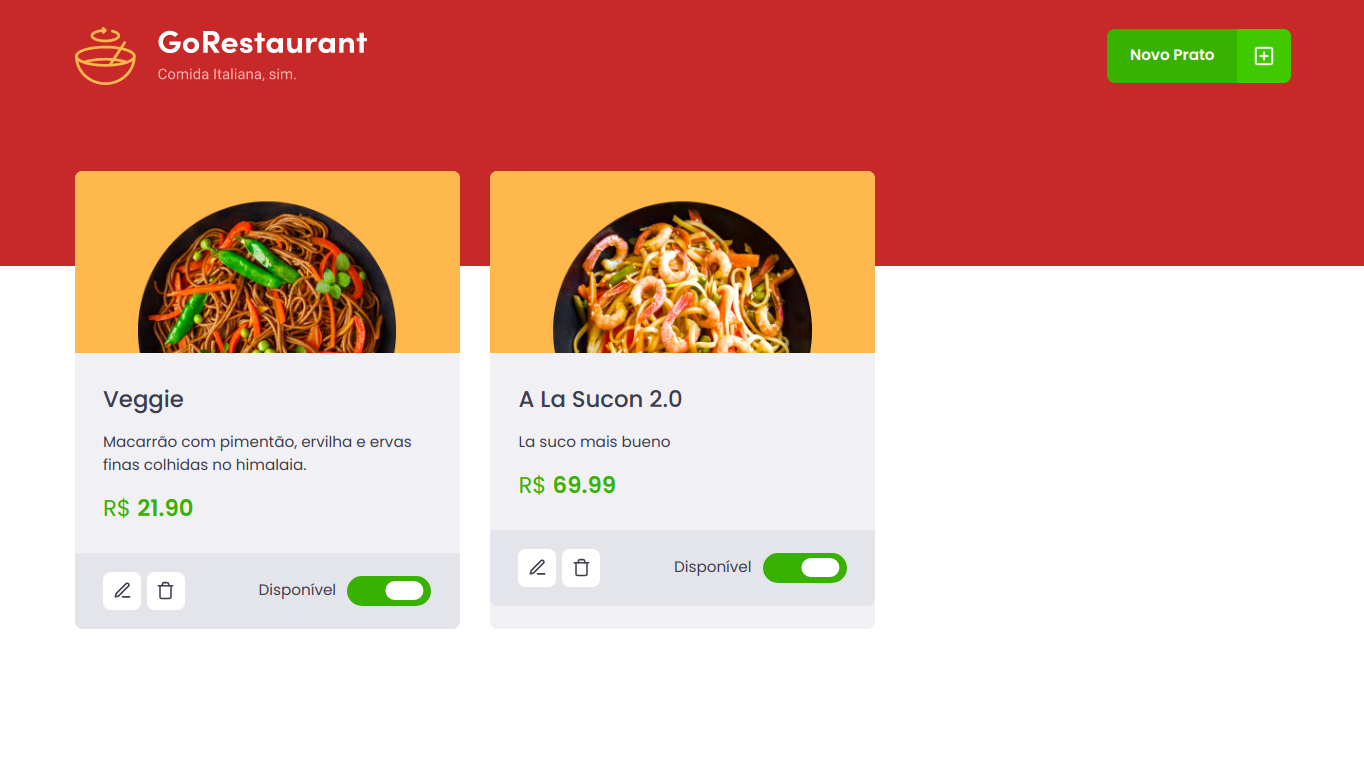 GoRestaurant
Comida Italiana, sim.
Novo Prato
Veggie
Macarrão com pimentão, ervilha e ervas
finas colhidas no himalaia.
R$ 21.90
Disponível
A La Sucon 2.0
La suco mais bueno
R$ 69.99
Disponível